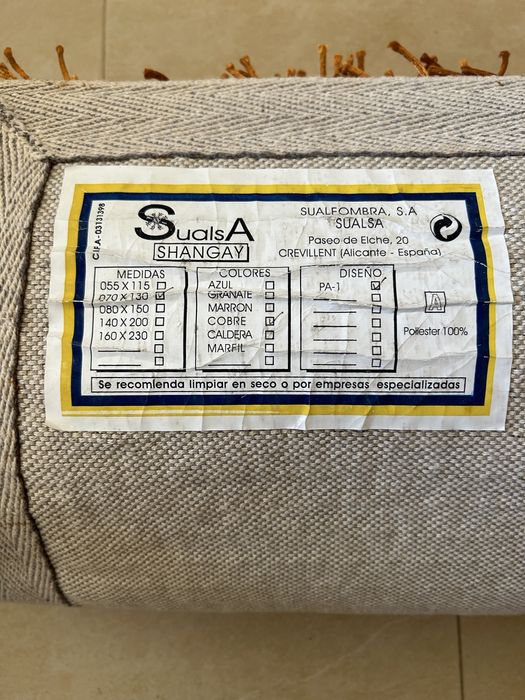 C.I.F.A.-03131398
SualsA
SHANGAY
SUALFOMBRA, S.A
SUALSA
Paseo de Elche, 20
CREVILLENT (Alicante - España)
MEDIDAS
055 X 115
070 X 130
080 X 150
140 X 200
160 X 230
COLORES
AZUL
GRANATE
MARRON
COBRE
CALDERA
MARFIL
DISEÑO
PA-1
A
Poliester 100%
Se recomienda limpiar en seco o por empresas especializadas